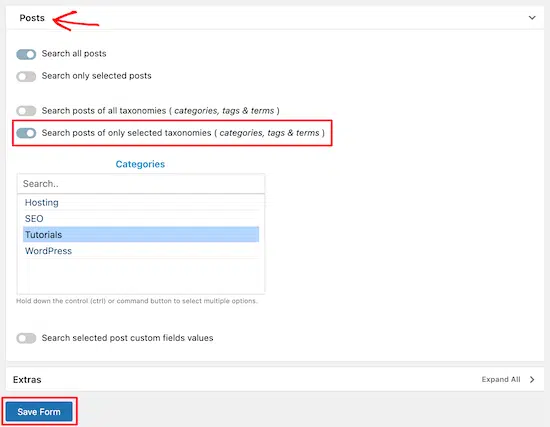 Posts
Search all posts
Search only selected posts
Search posts of all taxonomies ( categories, tags & terms )
Search posts of only selected taxonomies ( categories, tags & terms )
Categories
Search..
Hosting
SEO
Tutorials
WordPress
Hold down the control (ctrl) or command button to select multiple options.
Search selected post custom fields values
Extras
Expand All
Save Form